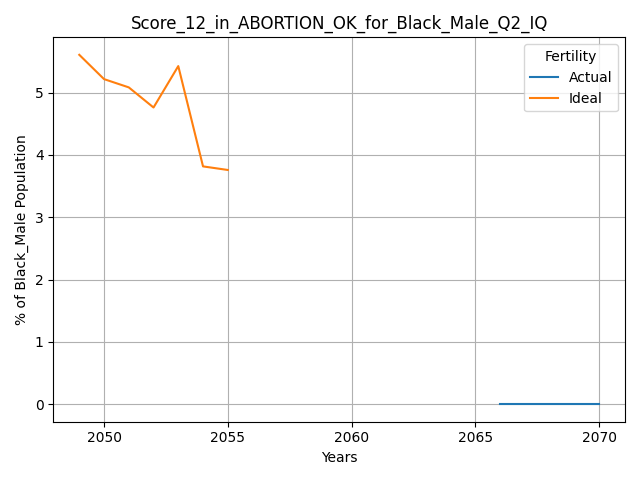 Score_12_in_ABORTION_OK_for_Black_Male_Q2_IQ
Fertility
Actual
Ideal
% of Black_Male Population
5
4
3
2
1
0
2050 2055 2060 2065 2070
Years